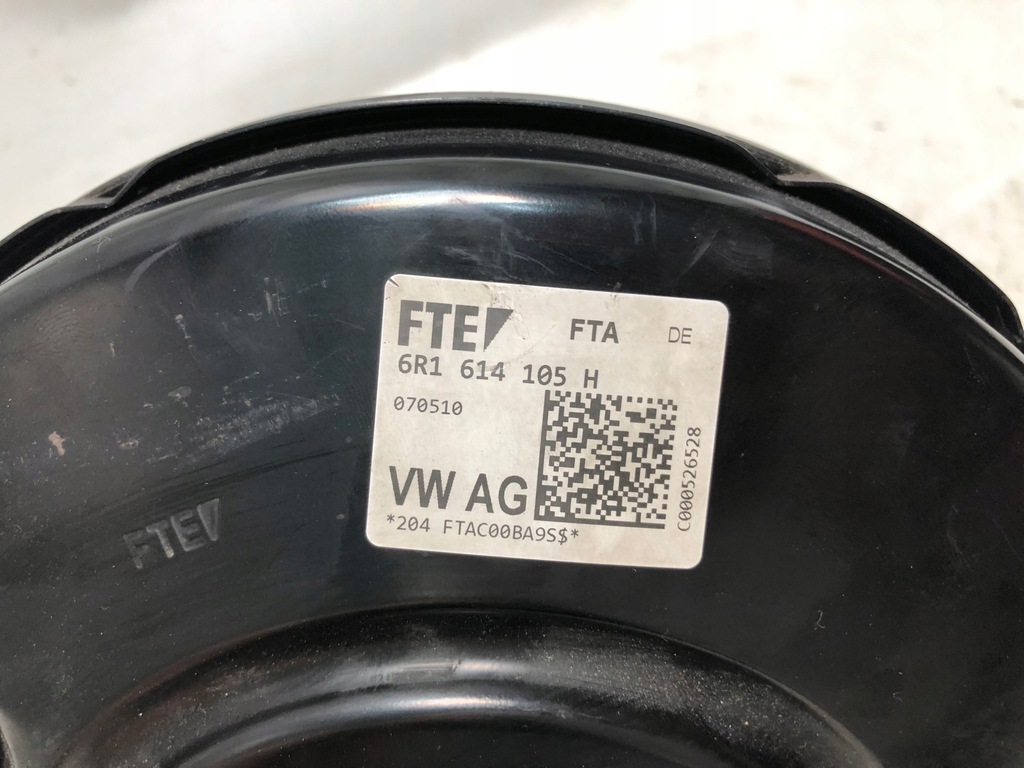 FTE FTA DE
6R1 614 105 H
070510
VW AG
*204 FTAC00BA9S$*
C000526528
FTE